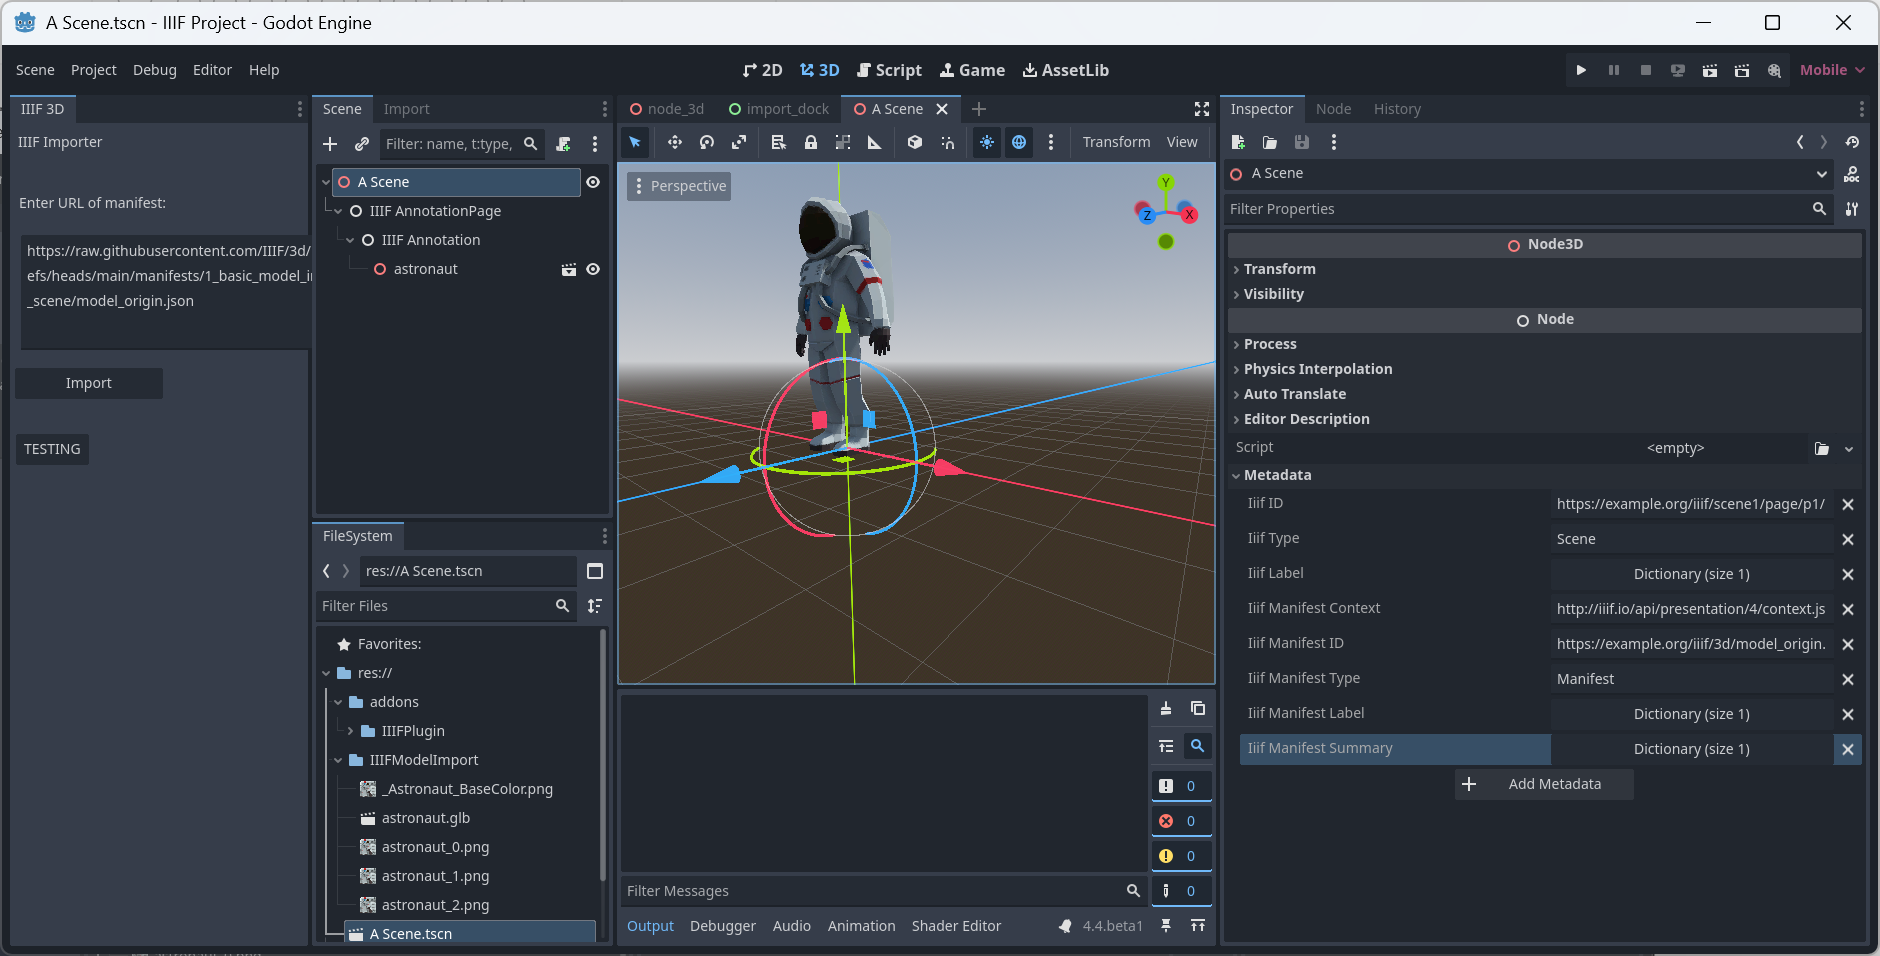 A Scene.tscn - IIIF Project - Godot Engine
Scene Project Debug Editor Help
2D 3D Script Game AssetLib
Mobile
IIIF 3D
IIIF Importer
Enter URL of manifest:
https://raw.githubusercontent.com/IIIF/3d/
efs/heads/main/manifests/1_basic_model_i
_scene/model_origin.json
Import
TESTING
Scene Import
Filter: name, t:type,
A Scene
IIIF AnnotationPage
IIIF Annotation
astronaut
FileSystem
res://A Scene.tscn
Filter Files
Favorites:
res://
addons
IIIFPlugin
IIIFModelImport
_Astronaut_BaseColor.png
astronaut.glb
astronaut_0.png
astronaut_1.png
astronaut_2.png
A Scene.tscn
node_3d import_dock A Scene
Transform View
Perspective
Y
Z X
0
0
0
Filter Messages
0
Output Debugger Audio Animation Shader Editor 4.4.beta1
Inspector Node History
A Scene
DOC
Filter Properties
Node3D
Transform
Visibility
Node
Process
Physics Interpolation
Auto Translate
Editor Description
Script <empty>
Metadata
Iiif ID https://example.org/iiif/scene1/page/p1/
Iiif Type Scene
Iiif Label Dictionary (size 1)
Iiif Manifest Context http://iiif.io/api/presentation/4/context.js
Iiif Manifest ID https://example.org/iiif/3d/model_origin.
Iiif Manifest Type Manifest
Iiif Manifest Label Dictionary (size 1)
Iiif Manifest Summary Dictionary (size 1)
Add Metadata